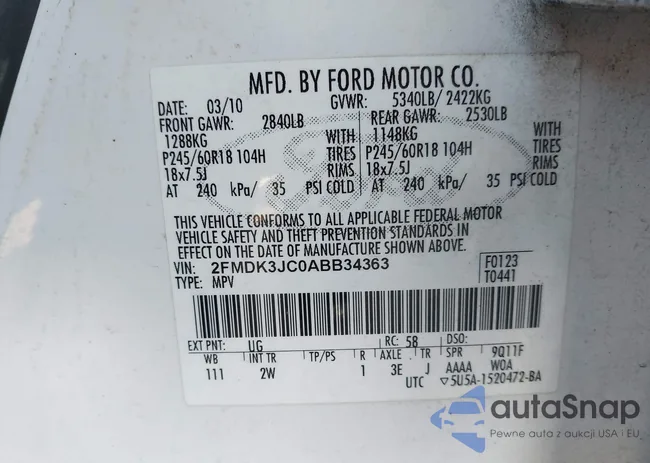 MFD. BY FORD MOTOR CO.
DATE: 03/10 GVWR: 5340LB/ 2422KG
FRONT GAWR: 2840LB REAR GAWR: 2530LB
1288KG WITH 1148KG WITH
P245/60R18 104H TIRES P245/60R18 104H TIRES
18x7.5J RIMS 18x7.5J RIMS
AT 240 kPa/ 35 PSI COLD AT 240 kPa/ 35 PSI COLD
THIS VEHICLE CONFORMS TO ALL APPLICABLE FEDERAL MOTOR
VEHICLE SAFETY AND THEFT PREVENTION STANDARDS IN
EFFECT ON THE DATE OF MANUFACTURE SHOWN ABOVE.
VIN: 2FMDK3JC0ABB34363 F0123
TYPE: MPV T0441
EXT PNT: UG RC: 58 DSO:
WB INT TR TP/PS R AXLE TR SPR 9Q11F
111 2W 1 3E J AAAA WOA
UTC ▽5U5A-1520472-BA
Ford
autaSnap
Pewne auta z aukcji USA i EU